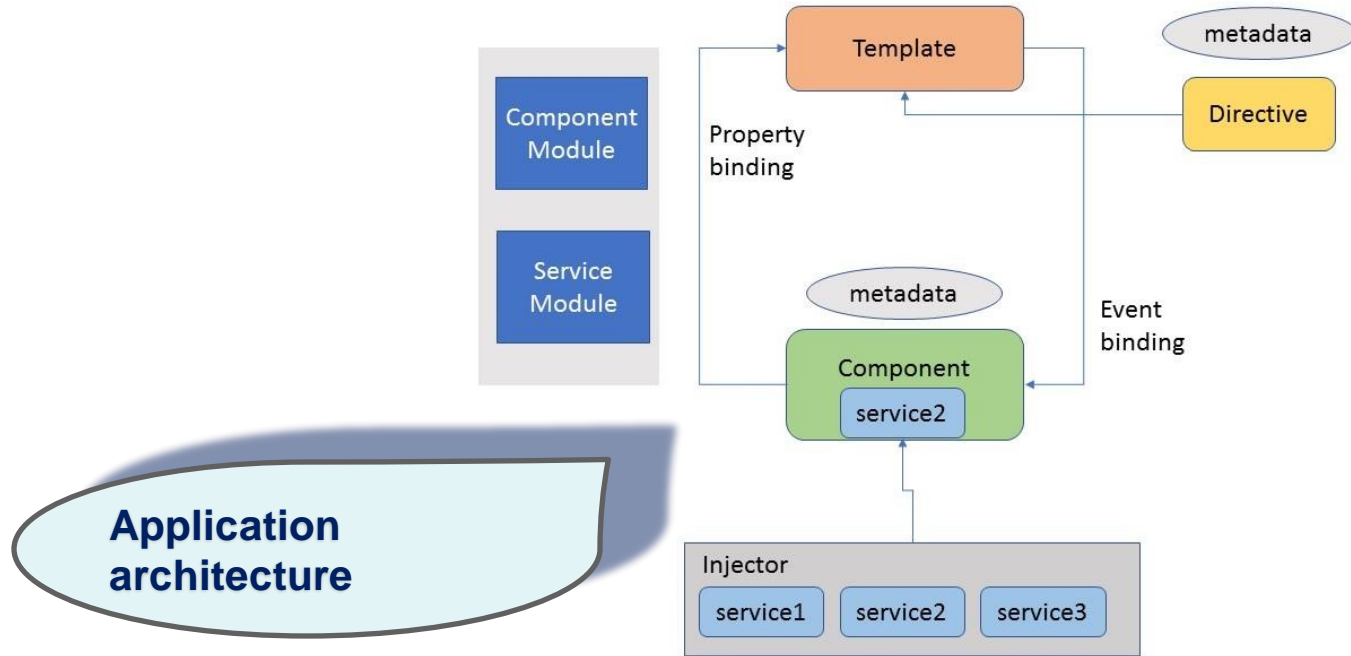 Component
Module
Service
Module
Template
metadata
Directive
Property
binding
metadata
Event
binding
Component
service2
Injector
service1
service2
service3
Application
architecture